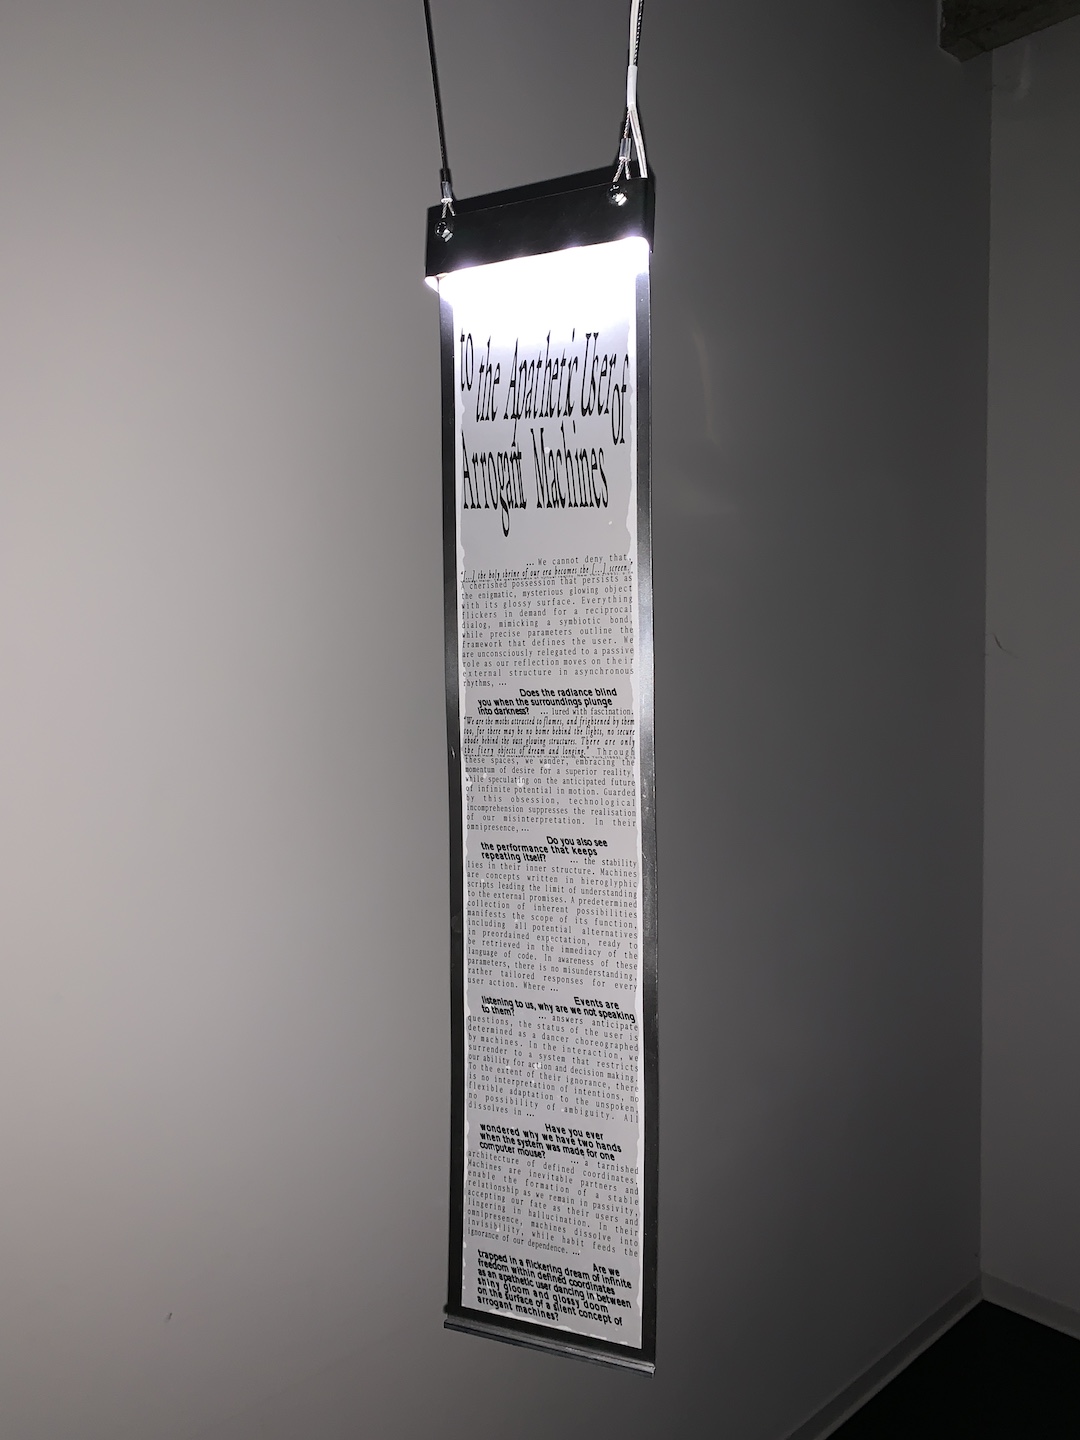 to the Apathetic User of
Arrogant Machines
... We cannot deny that,
"[...] the holy shrine of our era becomes the [...] screen,"
A cherished possession that persists as
the enigmatic, mysterious glowing object
with its glossy surface. Everything
flickers in demand for a reciprocal
dialog, mimicking a symbiotic bond,
while precise parameters outline the
framework that defines the user. We
are unconsciously relegated to a passive
role as our reflection moves on their
external structure in asynchronous
rhythms, ...
Does the radiance blind
you when the surroundings plunge
into darkness? ... lured with fascination.
"We are the moths attracted to flames, and frightened by them
too, for there may be no home behind the lights, no secure
abode behind the vast glowing structures. There are only
the fiery objects of dream and longing." Through
these spaces, we wander, embracing the
momentum of desire for a superior reality,
while speculating on the anticipated future
of infinite potential in motion. Guarded
by this obsession, technological
incomprehension suppresses the realisation
of our misinterpretation. In their
omnipresence, ...
Do you also see
the performance that keeps
repeating itself? ... the stability
lies in their inner structure. Machines
are concepts written in hieroglyphic
scripts leading the limit of understanding
to the external promises. A predetermined
collection of inherent possibilities
manifests the scope of its function,
including all potential alternatives
in preordained expectation, ready to
be retrieved in the immediacy of the
language of code. In awareness of these
parameters, there is no misunderstanding,
rather tailored responses for every
user action. Where ...
Events are
listening to us, why are we not speaking
to them? ... answers anticipate
questions, the status of the user is
determined as a dancer choreographed
by machines. In the interaction, we
surrender to a system that restricts
our ability for action and decision making.
To the extent of their ignorance, there
is no interpretation of intentions, no
flexible adaptation to the unspoken,
no possibility of ambiguity. All
dissolves in ...
Have you ever
wondered why we have two hands
when the system was made for one
computer mouse? ... a tarnished
architecture of defined coordinates.
Machines are inevitable partners and
enable the formation of a stable
relationship as we remain in passivity,
accepting our fate as their users and
lingering in hallucination. In their
omnipresence, machines dissolve into
invisibility, while habit feeds the
ignorance of our dependence. ...
Are we
trapped in a flickering dream of infinite
freedom within defined coordinates
as an apathetic user dancing in between
shiny gloom and glossy doom
on the surface of a silent concept of
arrogant machines?